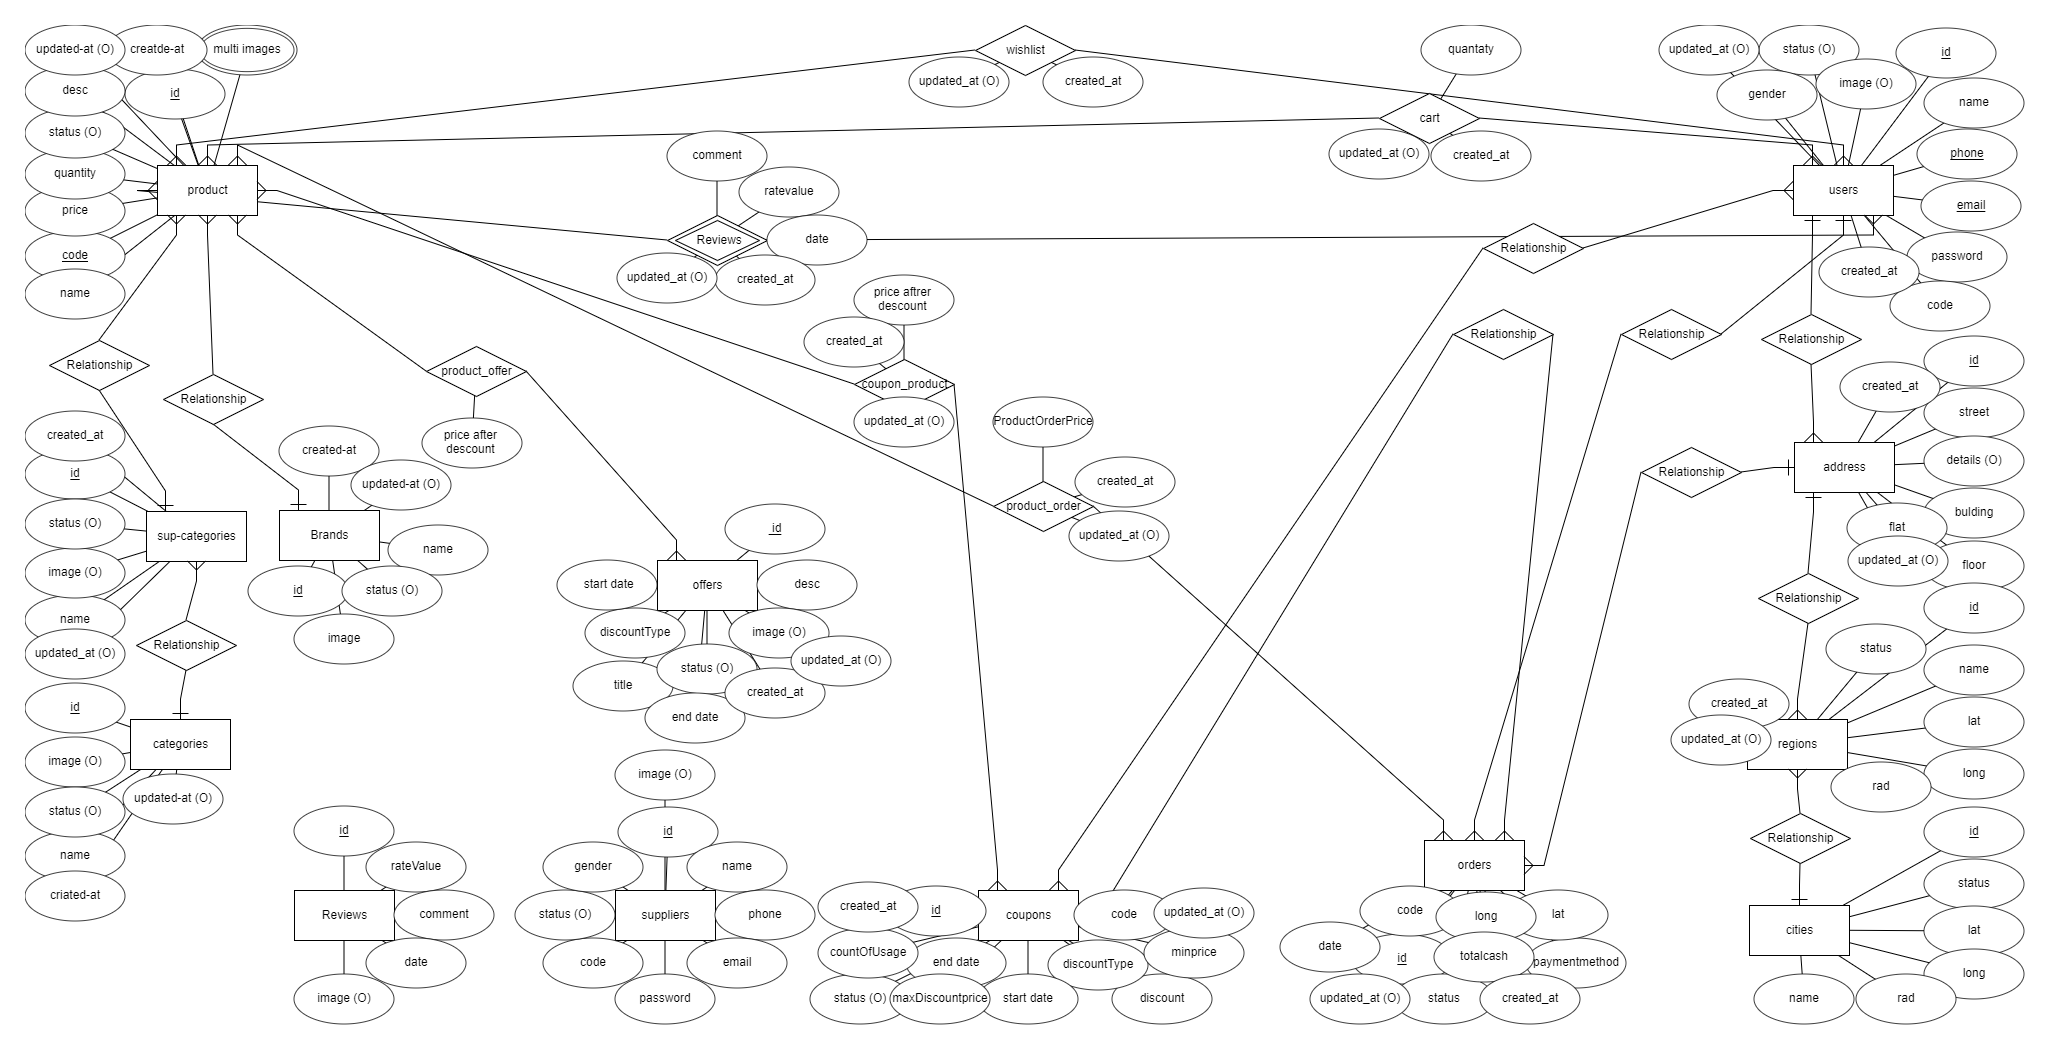 updated-at (O)
creatde-at
multi images
desc
id
status (O)
quantity
price
code
name
product
wishlist
updated_at (O)
created_at
quantaty
cart
updated_at (O)
created_at
updated_at (O)
status (O)
id
gender
image (O)
name
phone
users
email
password
created_at
code
comment
ratevalue
Reviews
date
updated_at (O)
created_at
Relationship
Relationship
Relationship
Relationship
price aftrer
descount
created_at
coupon_product
updated_at (O)
Relationship
Relationship
product_offer
price after
descount
ProductOrderPrice
created_at
product_order
updated_at (O)
id
created_at
street
Relationship
address
details (O)
bulding
flat
updated_at (O)
floor
created_at
id
status (O)
sup-categories
image (O)
name
updated_at (O)
Relationship
created-at
updated-at (O)
Brands
name
id
status (O)
image
id
start date
offers
desc
discountType
image (O)
status (O)
updated_at (O)
title
created_at
end date
Relationship
id
status
name
created_at
lat
updated_at (O)
regions
long
rad
id
categories
image (O)
updated-at (O)
status (O)
name
criated-at
image (O)
id
id
rateValue
Reviews
comment
date
image (O)
gender
name
status (O)
suppliers
phone
code
email
password
created_at
id
coupons
code
updated_at (O)
countOfUsage
end date
discountType
minprice
status (O)
maxDiscountprice
start date
discount
orders
code
long
lat
date
id
totalcash
paymentmethod
updated_at (O)
status
created_at
Relationship
id
status
cities
lat
long
name
rad